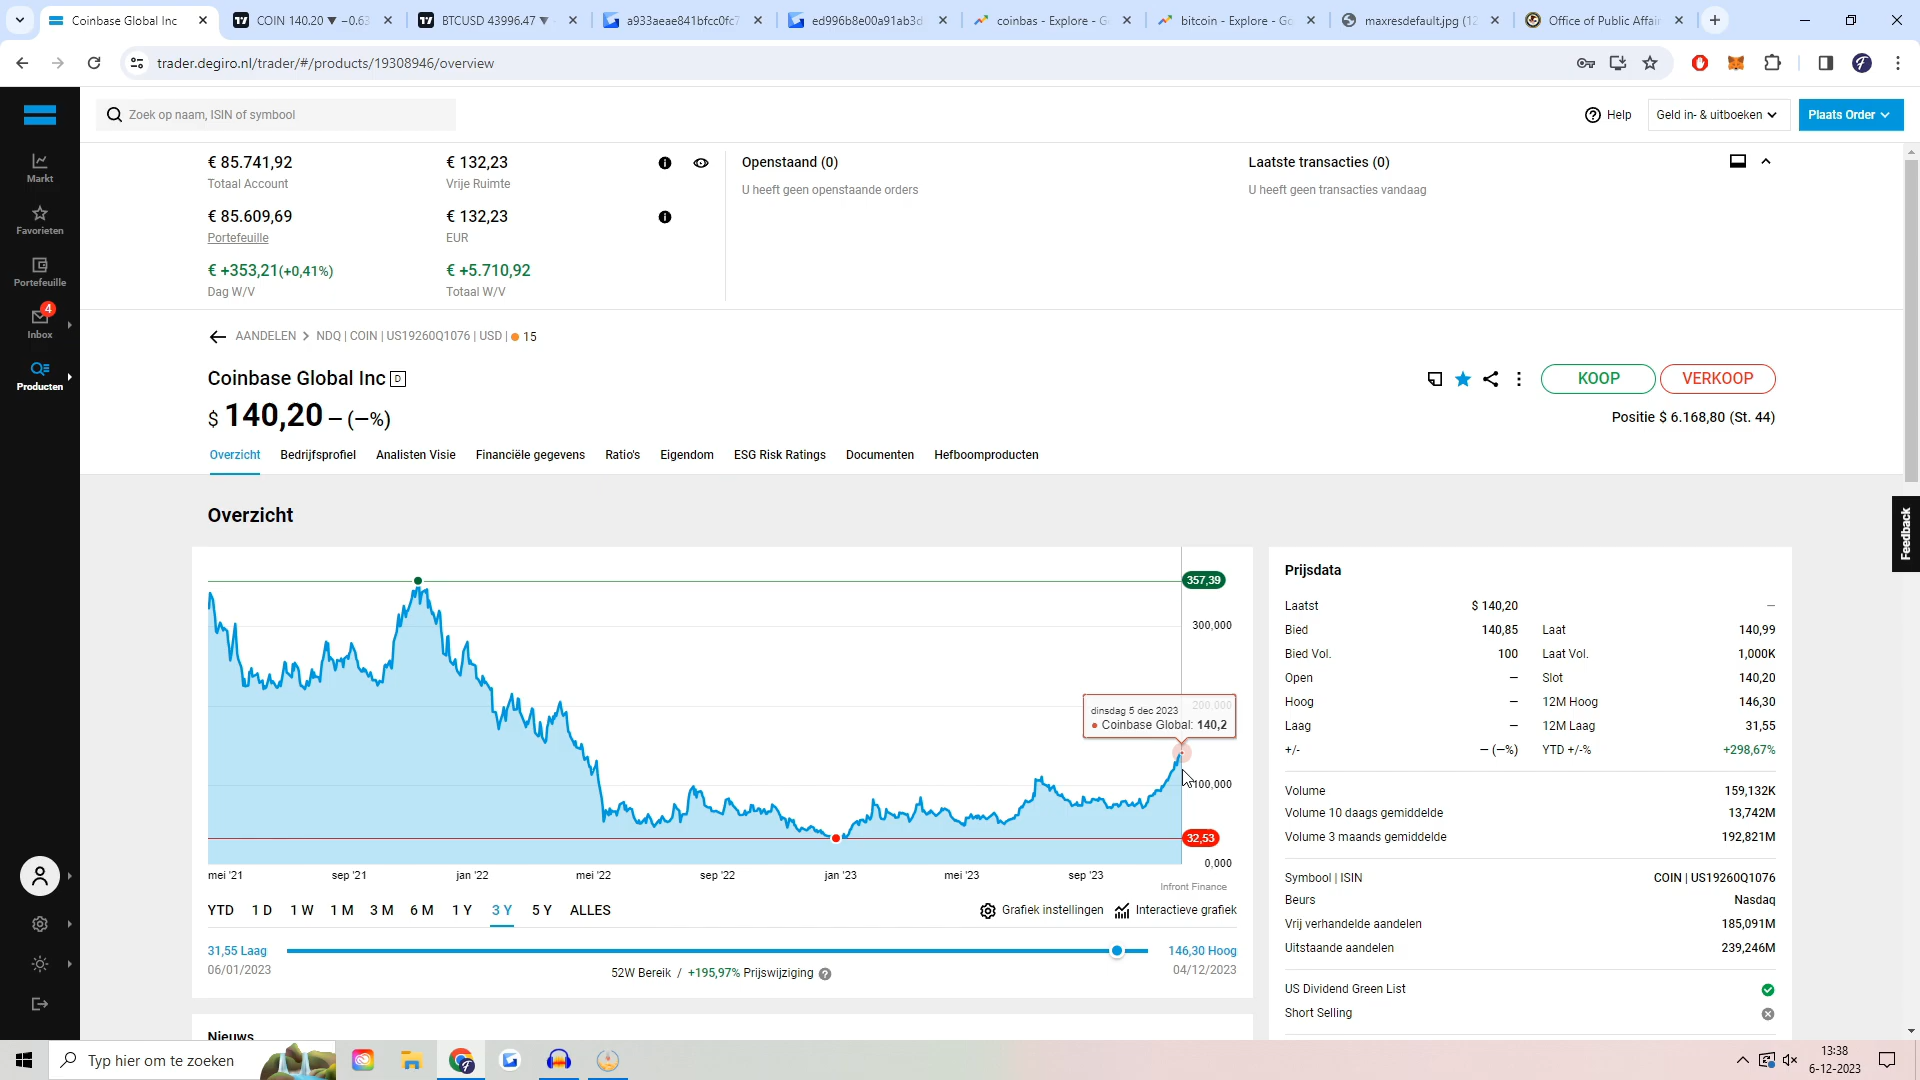 Coinbase Global Inc
COIN 140.20 ▼ −0.63
BTCUSD 43996.47 ▼
a933aeae841bfcc0fc7
ed996b8e00a91ab3d
coinbas - Explore - G
bitcoin - Explore - Go
maxresdefault.jpg (12
Office of Public Affair
trader.degiro.nl/trader/#/products/19308946/overview
Zoek op naam, ISIN of symbool
Help
Geld in- & uitboeken
Plaats Order
Markt
Favorieten
Portefeuille
4
Inbox
Producten
€ 85.741,92
€ 132,23
Totaal Account
Vrije Ruimte
€ 85.609,69
€ 132,23
Portefeuille
EUR
€ +353,21(+0,41%)
€ +5.710,92
Dag W/V
Totaal W/V
Openstaand (0)
U heeft geen openstaande orders
Laatste transacties (0)
U heeft geen transacties vandaag
AANDELEN > NDQ | COIN | US19260Q1076 | USD | 15
Coinbase Global Inc D
$ 140,20 – (–%)
KOOP
VERKOOP
Positie $ 6.168,80 (St. 44)
Overzicht
Bedrijfsprofiel
Analisten Visie
Financiële gegevens
Ratio's
Eigendom
ESG Risk Ratings
Documenten
Hefboomproducten
Feedback
Overzicht
357,39
300,000
200,000
dinsdag 5 dec 2023
Coinbase Global: 140,2
100,000
32,53
0,000
mei '21
sep '21
jan '22
mei '22
sep '22
jan '23
mei '23
sep '23
Infront Finance
YTD
1 D
1 W
1 M
3 M
6 M
1 Y
3 Y
5 Y
ALLES
Grafiek instellingen
Interactieve grafiek
31,55 Laag
146,30 Hoog
06/01/2023
52W Bereik / +195,97% Prijswijziging
04/12/2023
Nieuws
Prijsdata
Laatst $ 140,20 –
Bied 140,85 Laat 140,99
Bied Vol. 100 Laat Vol. 1,000K
Open – Slot 140,20
Hoog – 12M Hoog 146,30
Laag – 12M Laag 31,55
+/- – (–%) YTD +/-% +298,67%
Volume 159,132K
Volume 10 daags gemiddelde 13,742M
Volume 3 maands gemiddelde 192,821M
Symbool | ISIN COIN | US19260Q1076
Beurs Nasdaq
Vrij verhandelde aandelen 185,091M
Uitstaande aandelen 239,246M
US Dividend Green List
Short Selling
Typ hier om te zoeken
13:38
6-12-2023